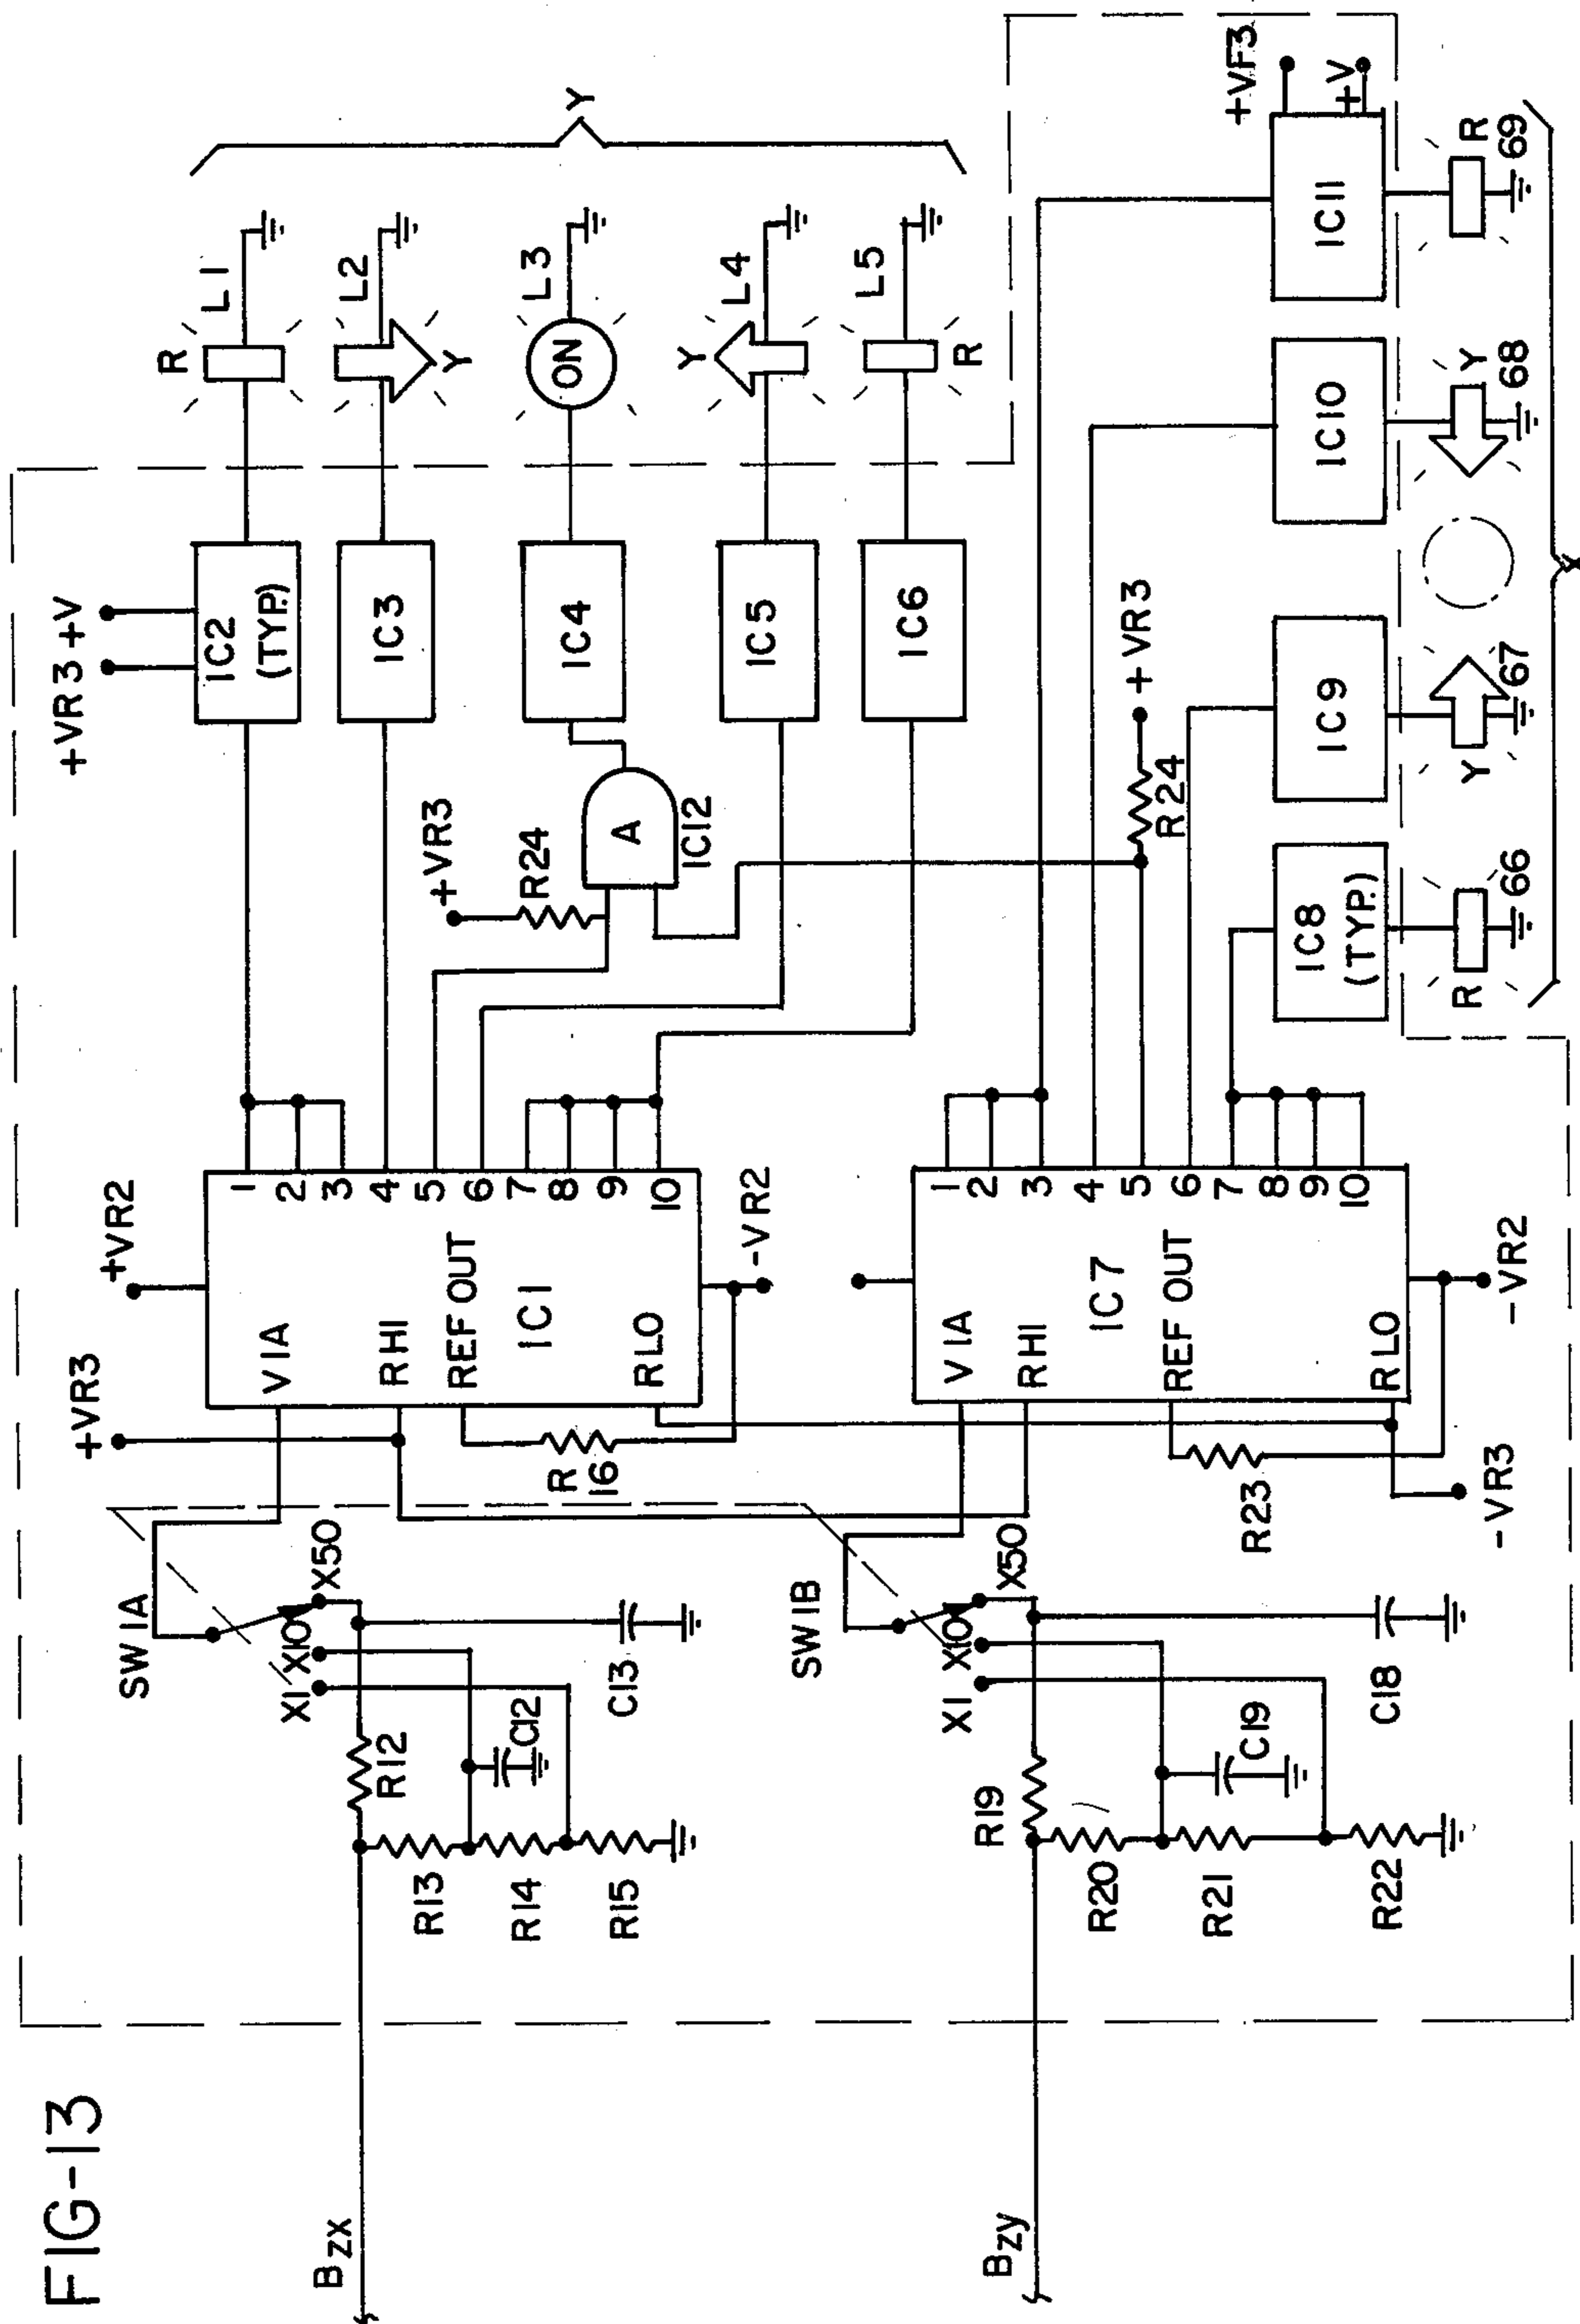 FIG-13
Bzx
Bzy
SW1A
X1
X10
X50
R12
R13
R14
R15
C12
C13
SW1B
X1
X10
X50
R19
R20
R21
R22
C19
C18
+VR3
+VR2
V1A
RHI
REF OUT
RLO
IC1
1
2
3
4
5
6
7
8
9
10
R
16
-VR2
V1A
RHI
REF OUT
RLO
IC7
1
2
3
4
5
6
7
8
9
10
R23
-VR3
-VR2
+VR3
R24
A
IC12
+VR3
R24
+VR3
+V
IC2
(TYP.)
IC3
IC4
IC5
IC6
R
L1
L2
Y
ON
L3
Y
L4
L5
R
Y
IC8
(TYP.)
IC9
IC10
IC11
+VF3
+V
R
66
Y
67
Y
68
R
69
X